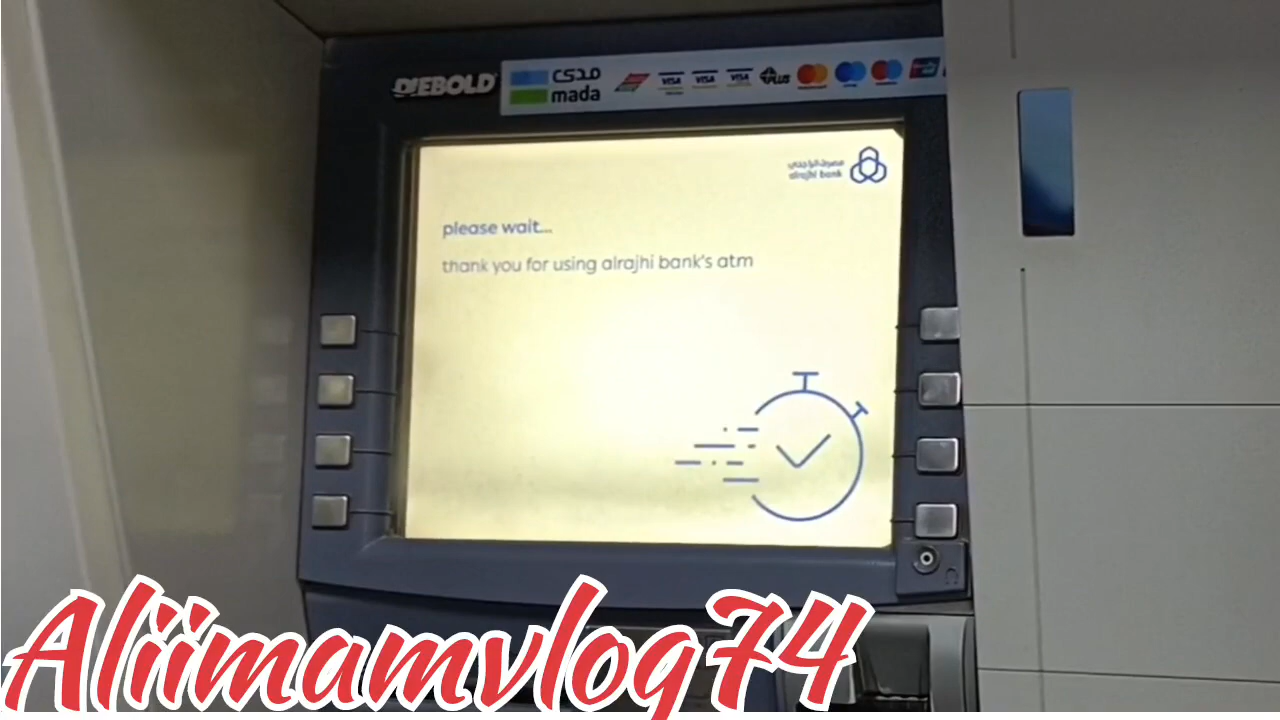 DIEBOLD
مدى
mada
VISA
VISA
VISA
PLUS
مصرف الراجحي
alrajhi bank
please wait...
thank you for using alrajhi bank's atm
Aliimamvlog74